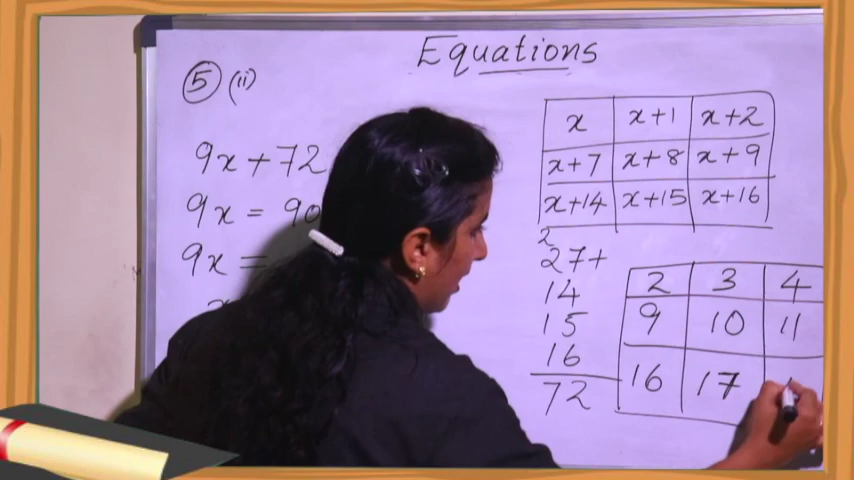 Equations
5 (ii)
9x+72
9x = 90
9x =
x x+1 x+2
x+7 x+8 x+9
x+14 x+15 x+16
2
27+
14
15
16
72
2 3 4
9 10 11
16 17